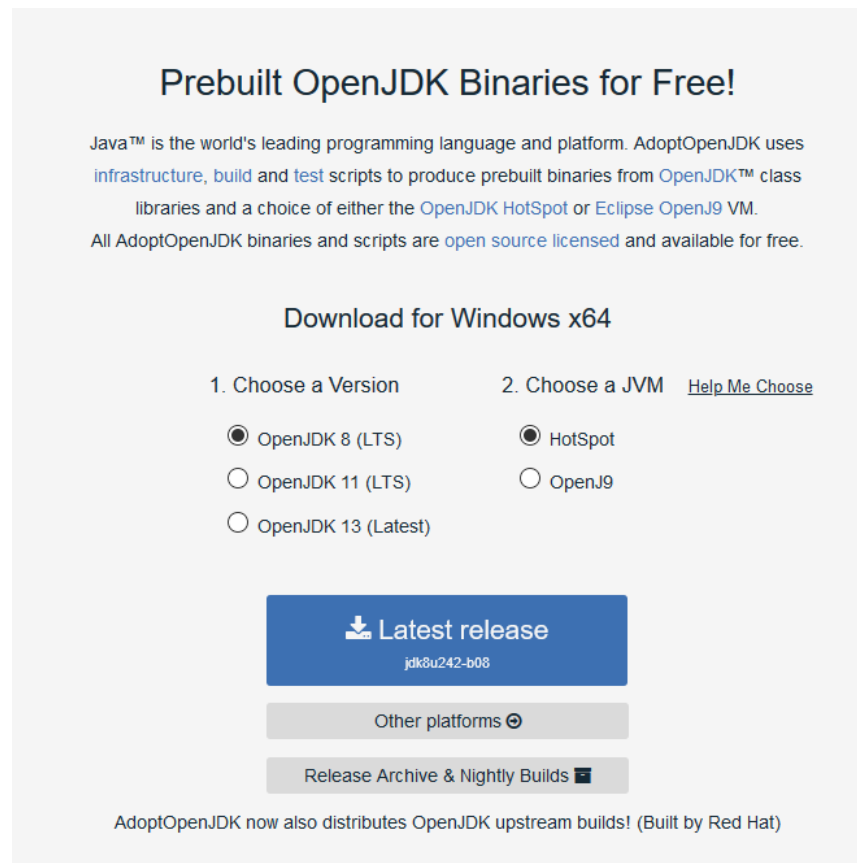 Prebuilt OpenJDK Binaries for Free!
Java™ is the world's leading programming language and platform. AdoptOpenJDK uses
infrastructure, build and test scripts to produce prebuilt binaries from OpenJDK™ class
libraries and a choice of either the OpenJDK HotSpot or Eclipse OpenJ9 VM.
All AdoptOpenJDK binaries and scripts are open source licensed and available for free.
Download for Windows x64
1. Choose a Version
2. Choose a JVM Help Me Choose
OpenJDK 8 (LTS)
OpenJDK 11 (LTS)
OpenJDK 13 (Latest)
HotSpot
OpenJ9
Latest release
jdk8u242-b08
Other platforms
Release Archive & Nightly Builds
AdoptOpenJDK now also distributes OpenJDK upstream builds! (Built by Red Hat)